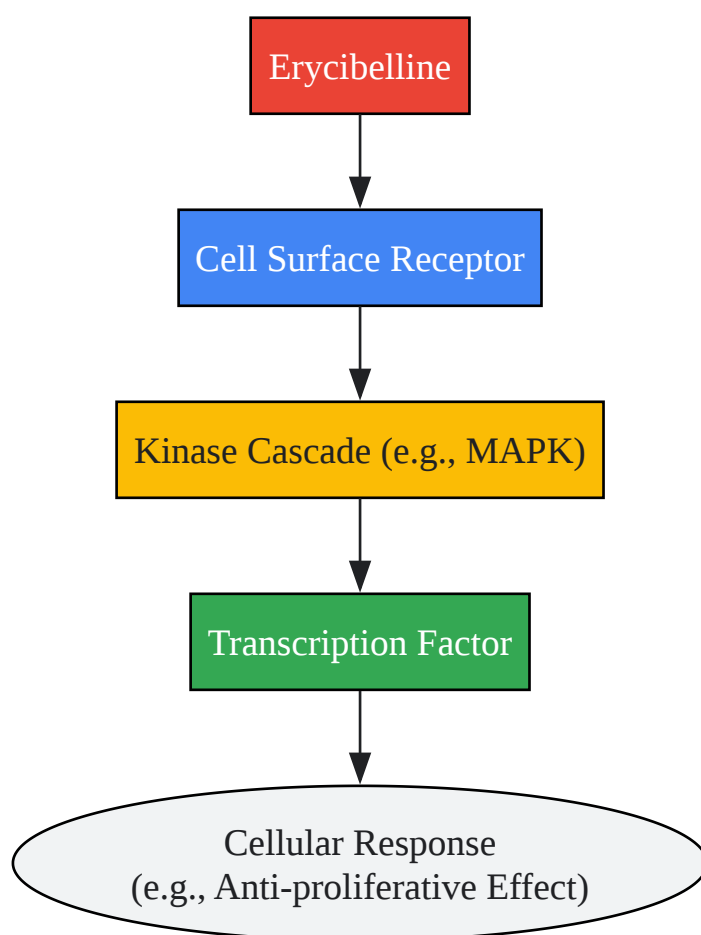 Erycibelline
Cell Surface Receptor
Kinase Cascade (e.g., MAPK)
Transcription Factor
Cellular Response
(e.g., Anti-proliferative Effect)